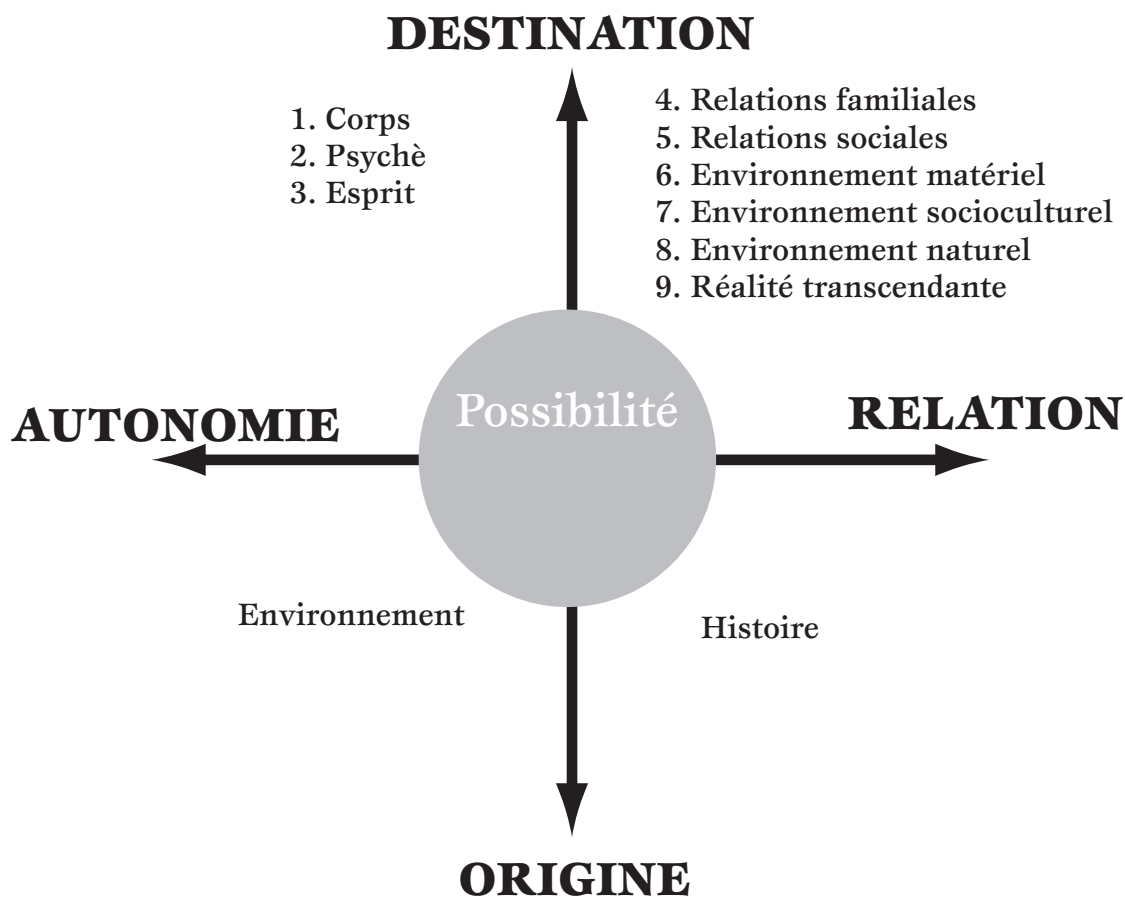 DESTINATION
1. Corps
2. Psychè
3. Esprit
4. Relations familiales
5. Relations sociales
6. Environnement matériel
7. Environnement socioculturel
8. Environnement naturel
9. Réalité transcendante
Possibilité
AUTONOMIE
RELATION
Environnement
Histoire
ORIGINE